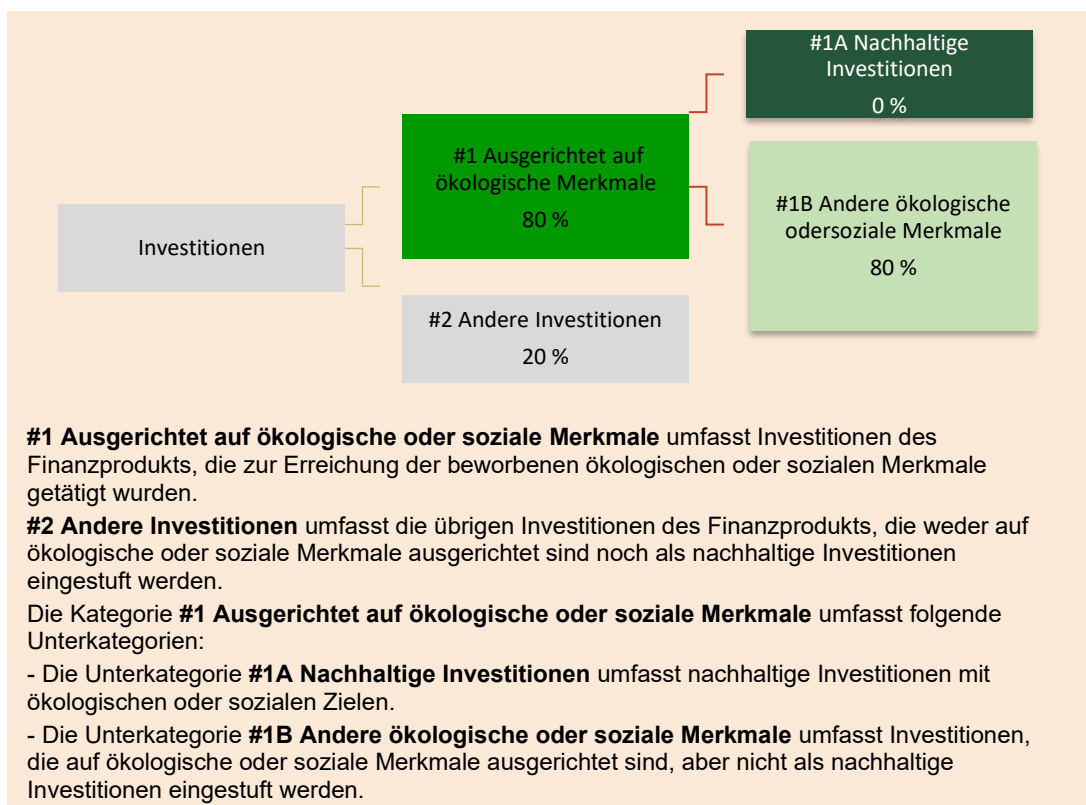 #1A Nachhaltige
Investitionen
0 %
#1 Ausgerichtet auf
ökologische Merkmale
80 %
#1B Andere ökologische
odersoziale Merkmale
80 %
Investitionen
#2 Andere Investitionen
20 %
#1 Ausgerichtet auf ökologische oder soziale Merkmale umfasst Investitionen des
Finanzprodukts, die zur Erreichung der beworbenen ökologischen oder sozialen Merkmale
getätigt wurden.
#2 Andere Investitionen umfasst die übrigen Investitionen des Finanzprodukts, die weder auf
ökologische oder soziale Merkmale ausgerichtet sind noch als nachhaltige Investitionen
eingestuft werden.
Die Kategorie #1 Ausgerichtet auf ökologische oder soziale Merkmale umfasst folgende
Unterkategorien:
- Die Unterkategorie #1A Nachhaltige Investitionen umfasst nachhaltige Investitionen mit
ökologischen oder sozialen Zielen.
- Die Unterkategorie #1B Andere ökologische oder soziale Merkmale umfasst Investitionen,
die auf ökologische oder soziale Merkmale ausgerichtet sind, aber nicht als nachhaltige
Investitionen eingestuft werden.